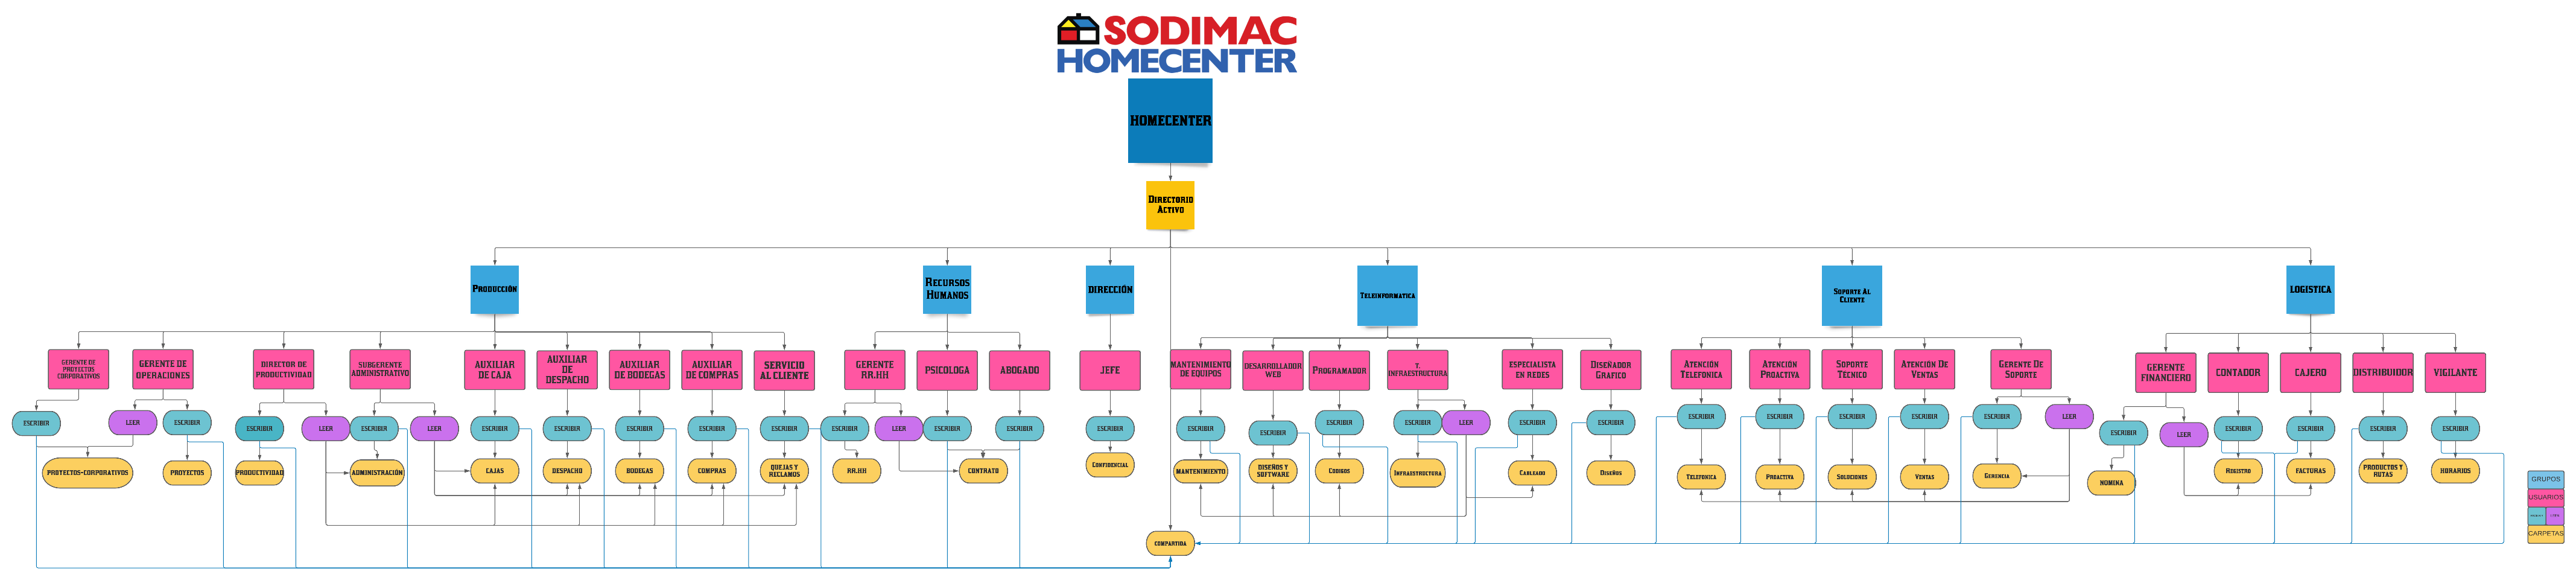 SODIMAC
HOMECENTER
HOMECENTER
DIRECTORIO
ACTIVO
PRODUCCIÓN
RECURSOS
HUMANOS
DIRECCIÓN
TELEINFORMATICA
SOPORTE AL
CLIENTE
LOGISTICA
GERENTE DE
PROYECTOS
CORPORATIVOS
GERENTE DE
OPERACIONES
DIRECTOR DE
PRODUCTIVIDAD
SUBGERENTE
ADMINISTRATIVO
AUXILIAR
DE CAJA
AUXILIAR
DE
DESPACHO
AUXILIAR
DE BODEGAS
AUXILIAR
DE COMPRAS
SERVICIO
AL CLIENTE
GERENTE
RR.HH
PSICOLOGA
ABOGADO
JEFE
MANTENIMIENTO
DE EQUIPOS
DESARROLLADOR
WEB
PROGRAMADOR
T.
INFRAESTRUCTURA
ESPECIALISTA
EN REDES
DISEÑADOR
GRAFICO
ATENCIÓN
TELEFONICA
ATENCIÓN
PROACTIVA
SOPORTE
TECNICO
ATENCIÓN DE
VENTAS
GERENTE DE
SOPORTE
GERENTE
FINANCIERO
CONTADOR
CAJERO
DISTRIBUIDOR
VIGILANTE
ESCRIBIR
LEER
ESCRIBIR
ESCRIBIR
LEER
ESCRIBIR
LEER
ESCRIBIR
ESCRIBIR
ESCRIBIR
ESCRIBIR
ESCRIBIR
ESCRIBIR
LEER
ESCRIBIR
ESCRIBIR
ESCRIBIR
ESCRIBIR
ESCRIBIR
ESCRIBIR
ESCRIBIR
LEER
ESCRIBIR
ESCRIBIR
ESCRIBIR
ESCRIBIR
ESCRIBIR
ESCRIBIR
ESCRIBIR
LEER
ESCRIBIR
LEER
ESCRIBIR
ESCRIBIR
ESCRIBIR
ESCRIBIR
PROYECTOS-CORPORATIVOS
PROYECTOS
PRODUCTIVIDAD
ADMINISTRACIÓN
CAJAS
DESPACHO
BODEGAS
COMPRAS
QUEJAS Y
RECLAMOS
RR.HH
CONTRATO
CONFIDENCIAL
MANTENIMIENTO
DISEÑOS Y
SOFTWARE
CODIGOS
INFRAESTRUCTURA
CABLEADO
DISEÑOS
TELEFONICA
PROACTIVA
SOLUCIONES
VENTAS
GERENCIA
NOMINA
REGISTRO
FACTURAS
PRODUCTOS Y
RUTAS
HORARIOS
COMPARTIDA
GRUPOS
USUARIOS
CARPETAS